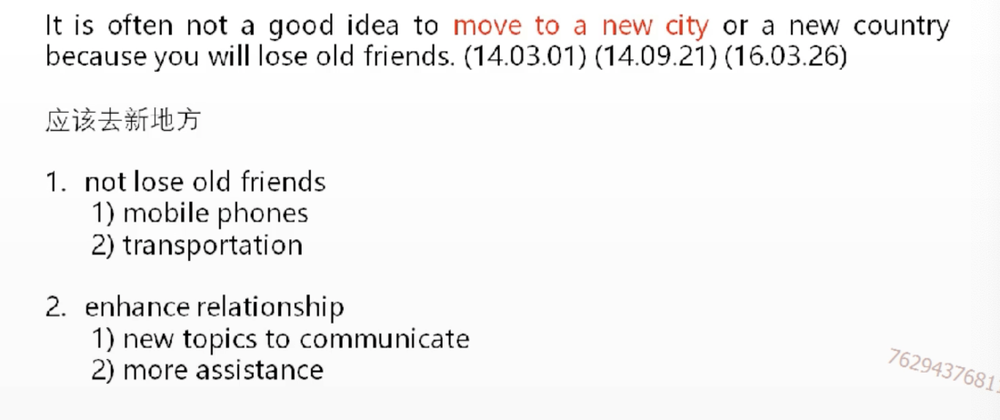 It is often not a good idea to move to a new city or a new country
because you will lose old friends. (14.03.01) (14.09.21) (16.03.26)
应该去新地方
1. not lose old friends
1) mobile phones
2) transportation
2. enhance relationship
1) new topics to communicate
2) more assistance